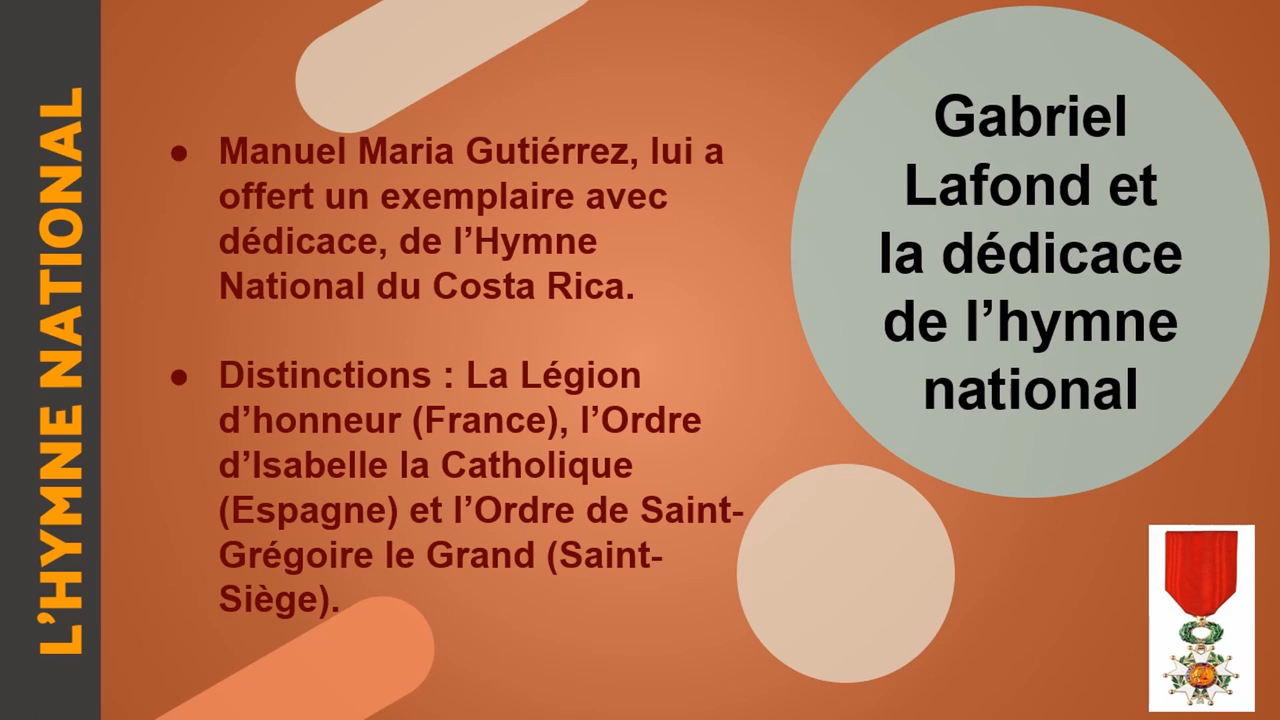 L'HYMNE NATIONAL
● Manuel Maria Gutiérrez, lui a
offert un exemplaire avec
dédicace, de l’Hymne
National du Costa Rica.
● Distinctions : La Légion
d’honneur (France), l’Ordre
d’Isabelle la Catholique
(Espagne) et l’Ordre de Saint-
Grégoire le Grand (Saint-
Siège).
Gabriel
Lafond et
la dédicace
de l’hymne
national